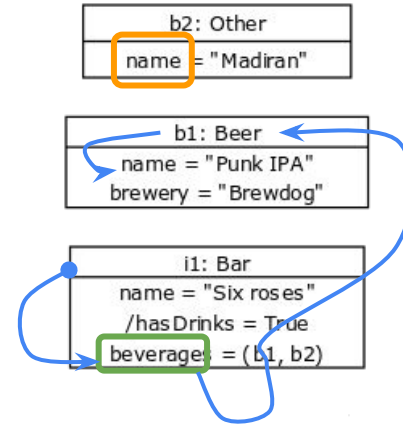 b2: Other
name = "Madiran"
b1: Beer
name = "Punk IPA"
brewery = "Brewdog"
i1: Bar
name = "Six roses"
/hasDrinks = True
beverages = (b1, b2)